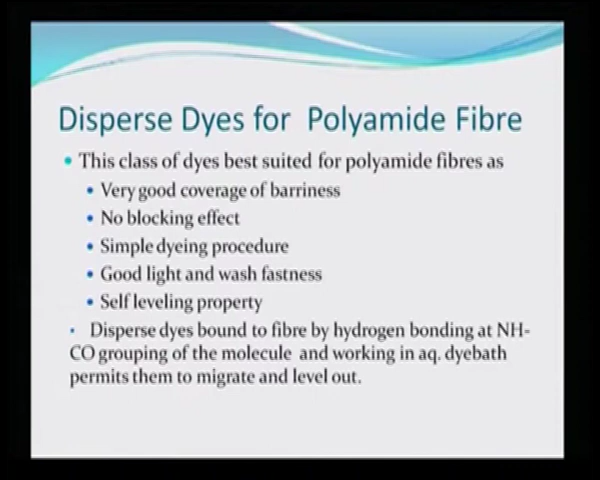 Disperse Dyes for Polyamide Fibre
• This class of dyes best suited for polyamide fibres as
• Very good coverage of barriness
• No blocking effect
• Simple dyeing procedure
• Good light and wash fastness
• Self leveling property
• Disperse dyes bound to fibre by hydrogen bonding at NH-
CO grouping of the molecule and working in aq. dyebath
permits them to migrate and level out.